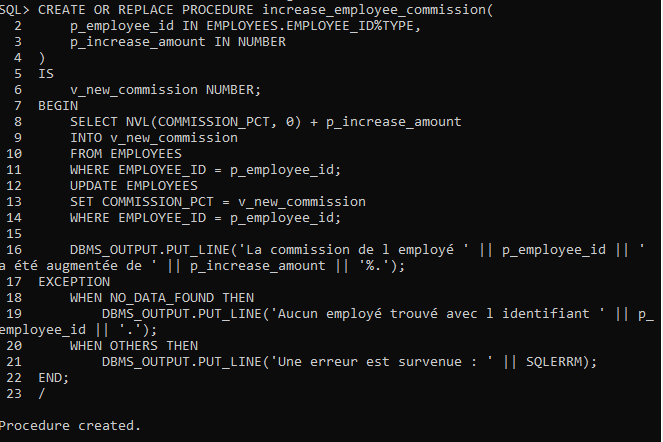 SQL> CREATE OR REPLACE PROCEDURE increase_employee_commission(
  2      p_employee_id IN EMPLOYEES.EMPLOYEE_ID%TYPE,
  3      p_increase_amount IN NUMBER
  4  )
  5  IS
  6      v_new_commission NUMBER;
  7  BEGIN
  8      SELECT NVL(COMMISSION_PCT, 0) + p_increase_amount
  9      INTO v_new_commission
 10      FROM EMPLOYEES
 11      WHERE EMPLOYEE_ID = p_employee_id;
 12      UPDATE EMPLOYEES
 13      SET COMMISSION_PCT = v_new_commission
 14      WHERE EMPLOYEE_ID = p_employee_id;
 15
 16      DBMS_OUTPUT.PUT_LINE('La commission de l employé ' || p_employee_id || '
a été augmentée de ' || p_increase_amount || '%.');
 17  EXCEPTION
 18      WHEN NO_DATA_FOUND THEN
 19          DBMS_OUTPUT.PUT_LINE('Aucun employé trouvé avec l identifiant ' || p_
employee_id || '.');
 20      WHEN OTHERS THEN
 21          DBMS_OUTPUT.PUT_LINE('Une erreur est survenue : ' || SQLERRM);
 22  END;
 23  /
Procedure created.